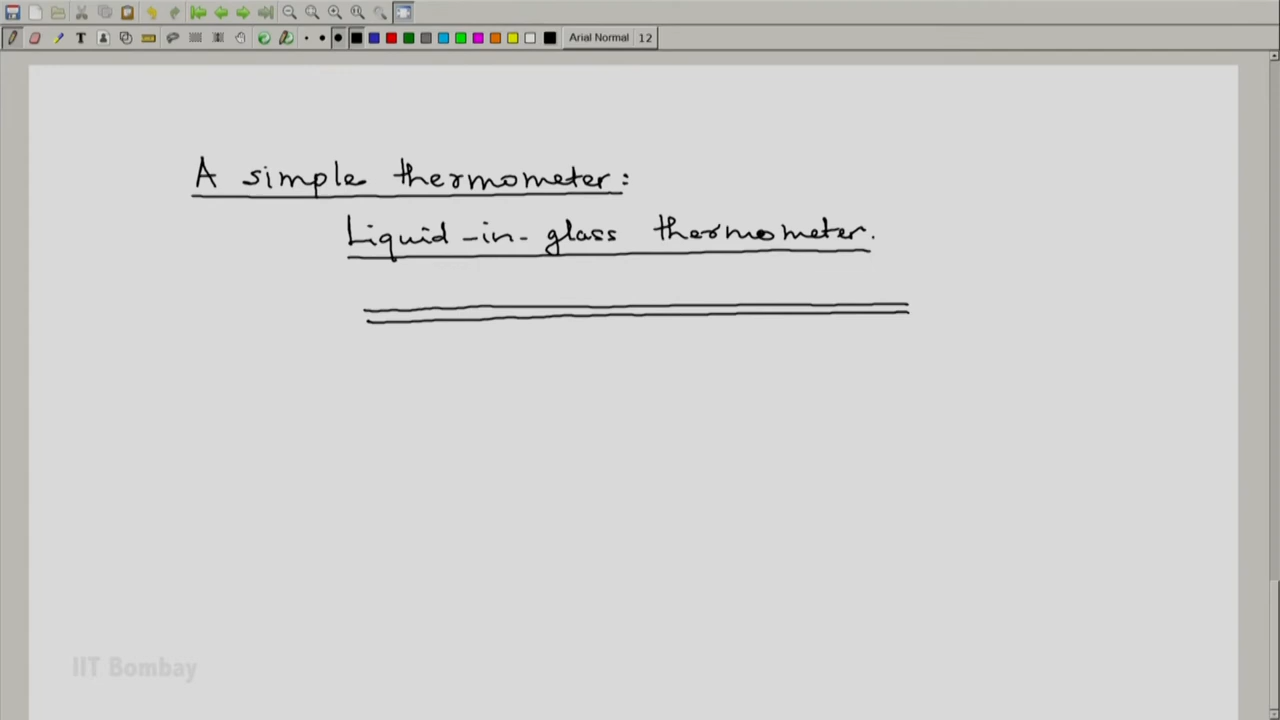 Arial Normal 12
A simple thermometer:
Liquid-in-glass thermometer.
IIT Bombay